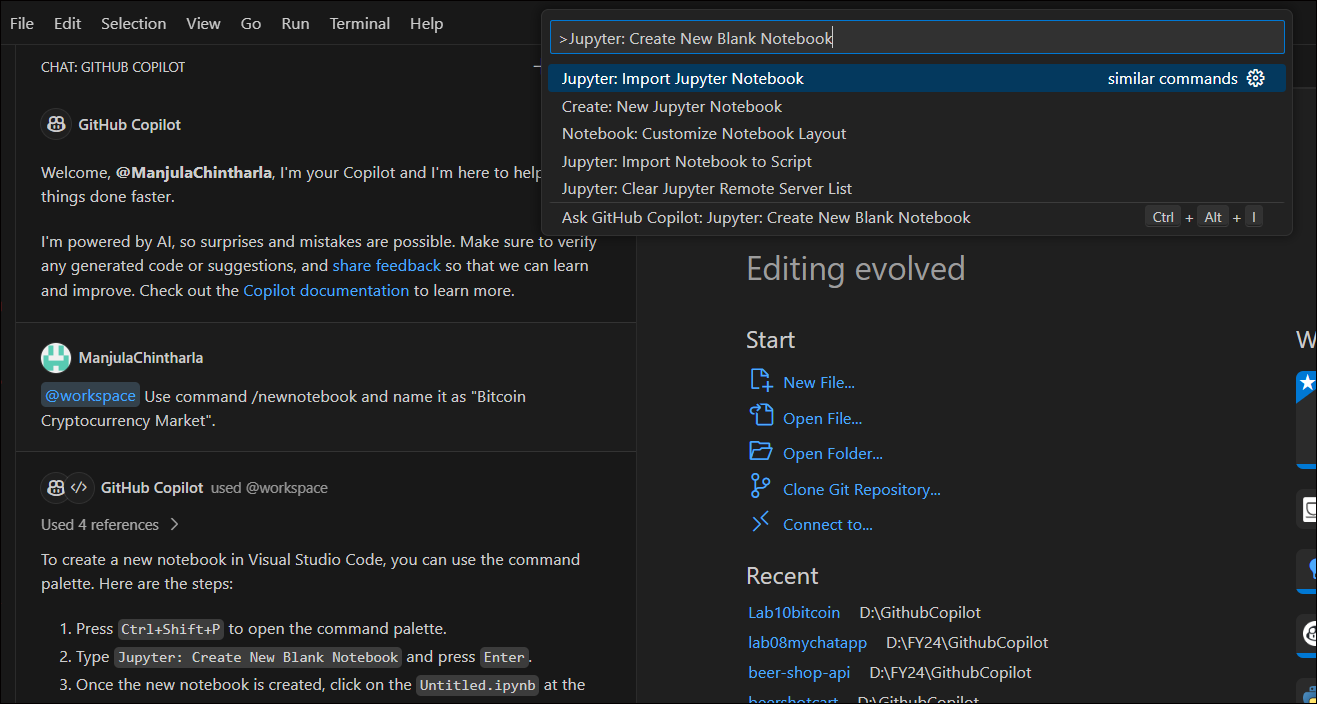 File Edit Selection View Go Run Terminal Help
>Jupyter: Create New Blank Notebook
Jupyter: Import Jupyter Notebook similar commands
Create: New Jupyter Notebook
Notebook: Customize Notebook Layout
Jupyter: Import Notebook to Script
Jupyter: Clear Jupyter Remote Server List
Ask GitHub Copilot: Jupyter: Create New Blank Notebook Ctrl + Alt + I
CHAT: GITHUB COPILOT
GitHub Copilot
Welcome, @ManjulaChintharla, I'm your Copilot and I'm here to help
things done faster.
I'm powered by AI, so surprises and mistakes are possible. Make sure to verify
any generated code or suggestions, and share feedback so that we can learn
and improve. Check out the Copilot documentation to learn more.
ManjulaChintharla
@workspace Use command /newnotebook and name it as "Bitcoin
Cryptocurrency Market".
GitHub Copilot used @workspace
Used 4 references
To create a new notebook in Visual Studio Code, you can use the command
palette. Here are the steps:
1. Press Ctrl+Shift+P to open the command palette.
2. Type Jupyter: Create New Blank Notebook and press Enter.
3. Once the new notebook is created, click on the Untitled.ipynb at the
Editing evolved
Start
New File...
Open File...
Open Folder...
Clone Git Repository...
Connect to...
Recent
Lab10bitcoin D:\GithubCopilot
lab08mychatapp D:\FY24\GithubCopilot
beer-shop-api D:\FY24\GithubCopilot
beershotcart D:\GithubCopilot
W